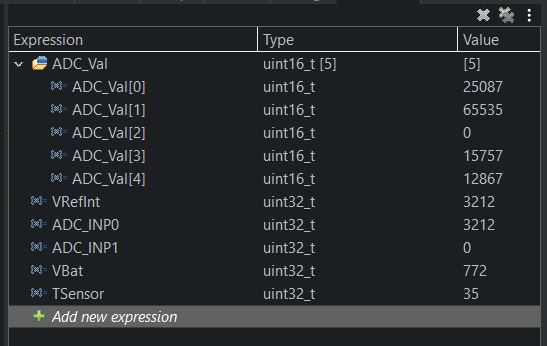 Expression Type Value
ADC_Val uint16_t [5] [5]
ADC_Val[0] uint16_t 25087
ADC_Val[1] uint16_t 65535
ADC_Val[2] uint16_t 0
ADC_Val[3] uint16_t 15757
ADC_Val[4] uint16_t 12867
VRefInt uint32_t 3212
ADC_INP0 uint32_t 3212
ADC_INP1 uint32_t 0
VBat uint32_t 772
TSensor uint32_t 35
Add new expression